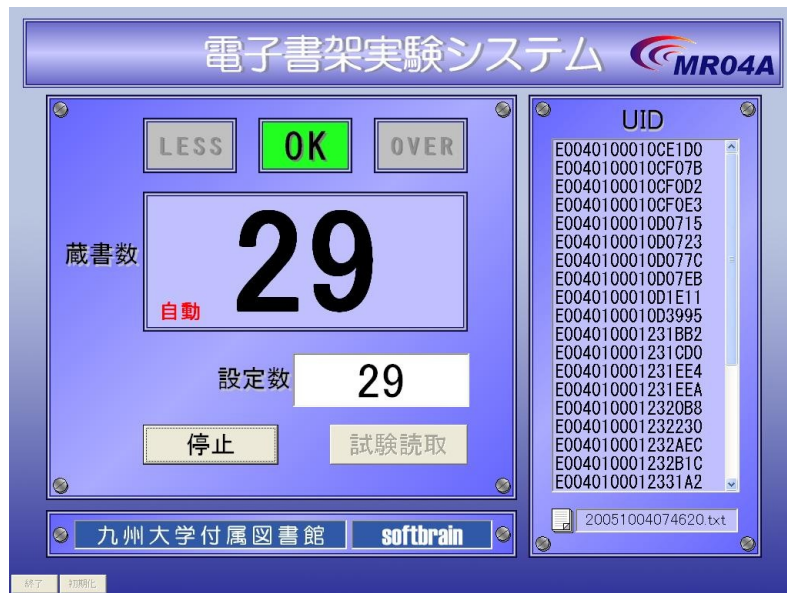 電子書架実験システム
MR04A
LESS
OK
OVER
蔵書数
29
自動
設定数
29
停止
試験読取
九州大学付属図書館
softbrain
終了
初期化
UID
E0040100010CE1D0
E0040100010CF07B
E0040100010CF0D2
E0040100010CF0E3
E0040100010D0715
E0040100010D0723
E0040100010D077C
E0040100010D07EB
E0040100010D1E11
E0040100010D3995
E004010001231BB2
E004010001231CD0
E004010001231EE4
E004010001231EEA
E0040100012320B8
E004010001232230
E004010001232AEC
E004010001232B1C
E0040100012331A2
20051004074620.txt